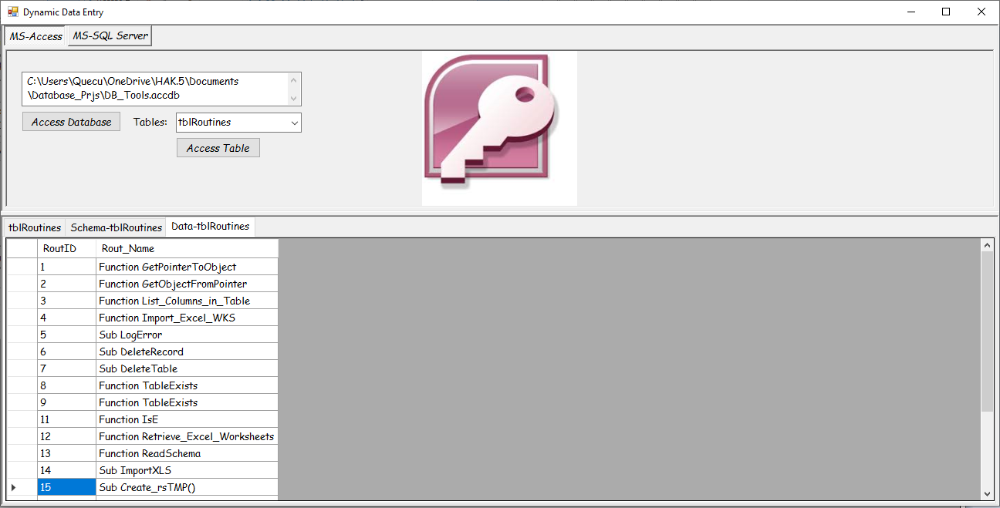 Dynamic Data Entry
MS-Access MS-SQL Server
C:\Users\Quecu\OneDrive\HAK.5\Documents
\Database_Prjs\DB_Tools.accdb
Access Database Tables: tblRoutines
Access Table
tblRoutines Schema-tblRoutines Data-tblRoutines
RoutID Rout_Name
1 Function GetPointerToObject
2 Function GetObjectFromPointer
3 Function List_Columns_in_Table
4 Function Import_Excel_WKS
5 Sub LogError
6 Sub DeleteRecord
7 Sub DeleteTable
8 Function TableExists
9 Function TableExists
11 Function IsE
12 Function Retrieve_Excel_Worksheets
13 Function ReadSchema
14 Sub ImportXLS
15 Sub Create_rsTMP()